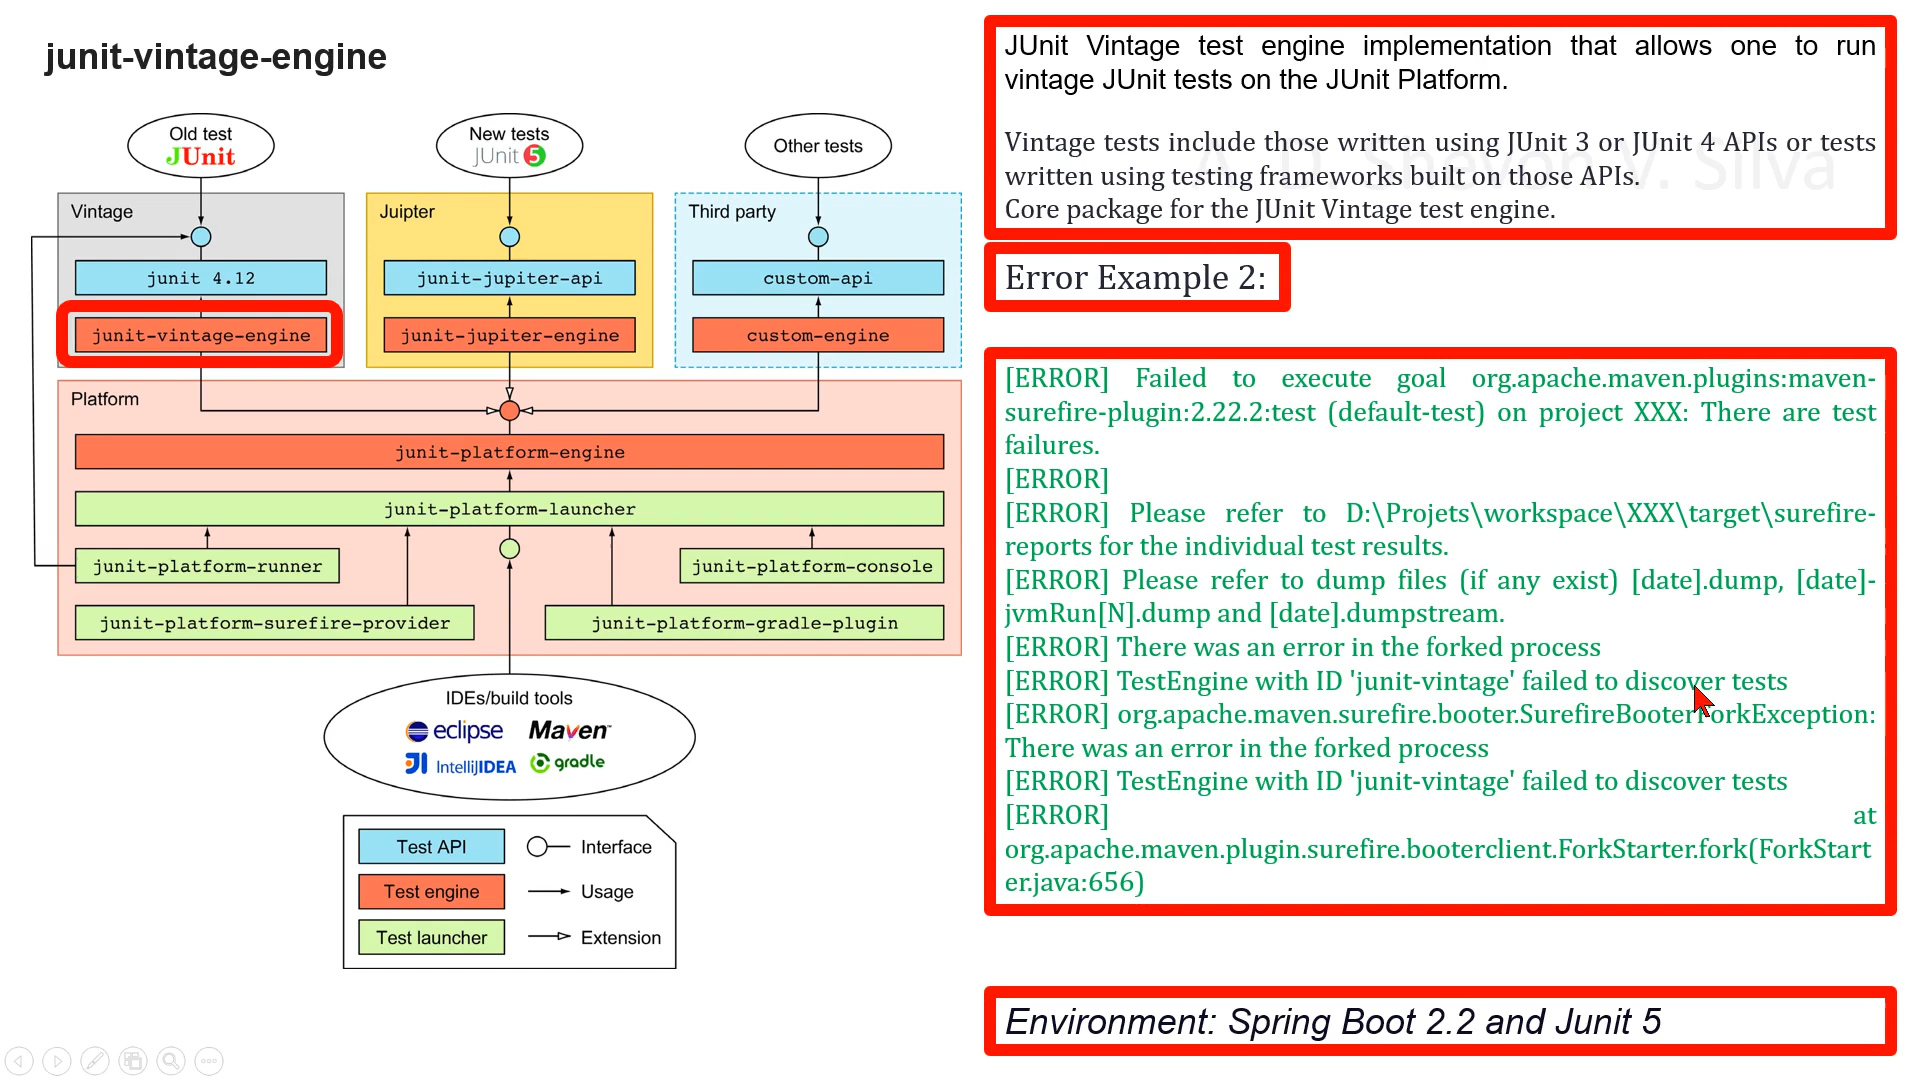 junit-vintage-engine
Old test
JUnit
New tests
JUnit 5
Other tests
Vintage
Juipter
Third party
junit 4.12
junit-jupiter-api
custom-api
junit-vintage-engine
junit-jupiter-engine
custom-engine
Platform
junit-platform-engine
junit-platform-launcher
junit-platform-runner
junit-platform-console
junit-platform-surefire-provider
junit-platform-gradle-plugin
IDEs/build tools
eclipse
Maven™
IntelliJIDEA
gradle
Test API
Interface
Test engine
Usage
Test launcher
Extension
JUnit Vintage test engine implementation that allows one to run
vintage JUnit tests on the JUnit Platform.
Vintage tests include those written using JUnit 3 or JUnit 4 APIs or tests
written using testing frameworks built on those APIs.
Core package for the JUnit Vintage test engine.
Error Example 2:
[ERROR] Failed to execute goal org.apache.maven.plugins:maven-
surefire-plugin:2.22.2:test (default-test) on project XXX: There are test
failures.
[ERROR]
[ERROR] Please refer to D:\Projets\workspace\XXX\target\surefire-
reports for the individual test results.
[ERROR] Please refer to dump files (if any exist) [date].dump, [date]-
jvmRun[N].dump and [date].dumpstream.
[ERROR] There was an error in the forked process
[ERROR] TestEngine with ID 'junit-vintage' failed to discover tests
[ERROR] org.apache.maven.surefire.booter.SurefireBooterForkException:
There was an error in the forked process
[ERROR] TestEngine with ID 'junit-vintage' failed to discover tests
[ERROR] at
org.apache.maven.plugin.surefire.booterclient.ForkStarter.fork(ForkStart
er.java:656)
Environment: Spring Boot 2.2 and Junit 5